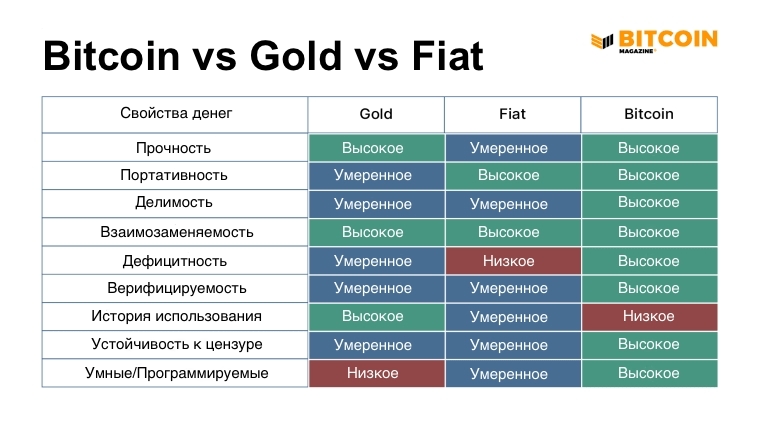 BITCOIN
MAGAZINE
Bitcoin vs Gold vs Fiat
Свойства денег Gold Fiat Bitcoin
Прочность Высокое Умеренное Высокое
Портативность Умеренное Высокое Высокое
Делимость Умеренное Умеренное Высокое
Взаимозаменяемость Высокое Высокое Высокое
Дефицитность Умеренное Низкое Высокое
Верифицируемость Умеренное Умеренное Высокое
История использования Высокое Умеренное Низкое
Устойчивость к цензуре Умеренное Умеренное Высокое
Умные/Программируемые Низкое Умеренное Высокое